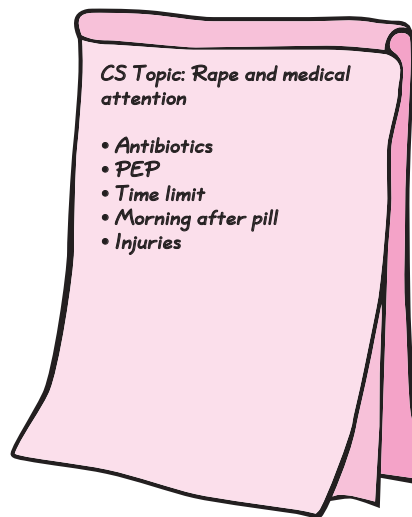 CS Topic: Rape and medical
attention
• Antibiotics
• PEP
• Time limit
• Morning after pill
• Injuries